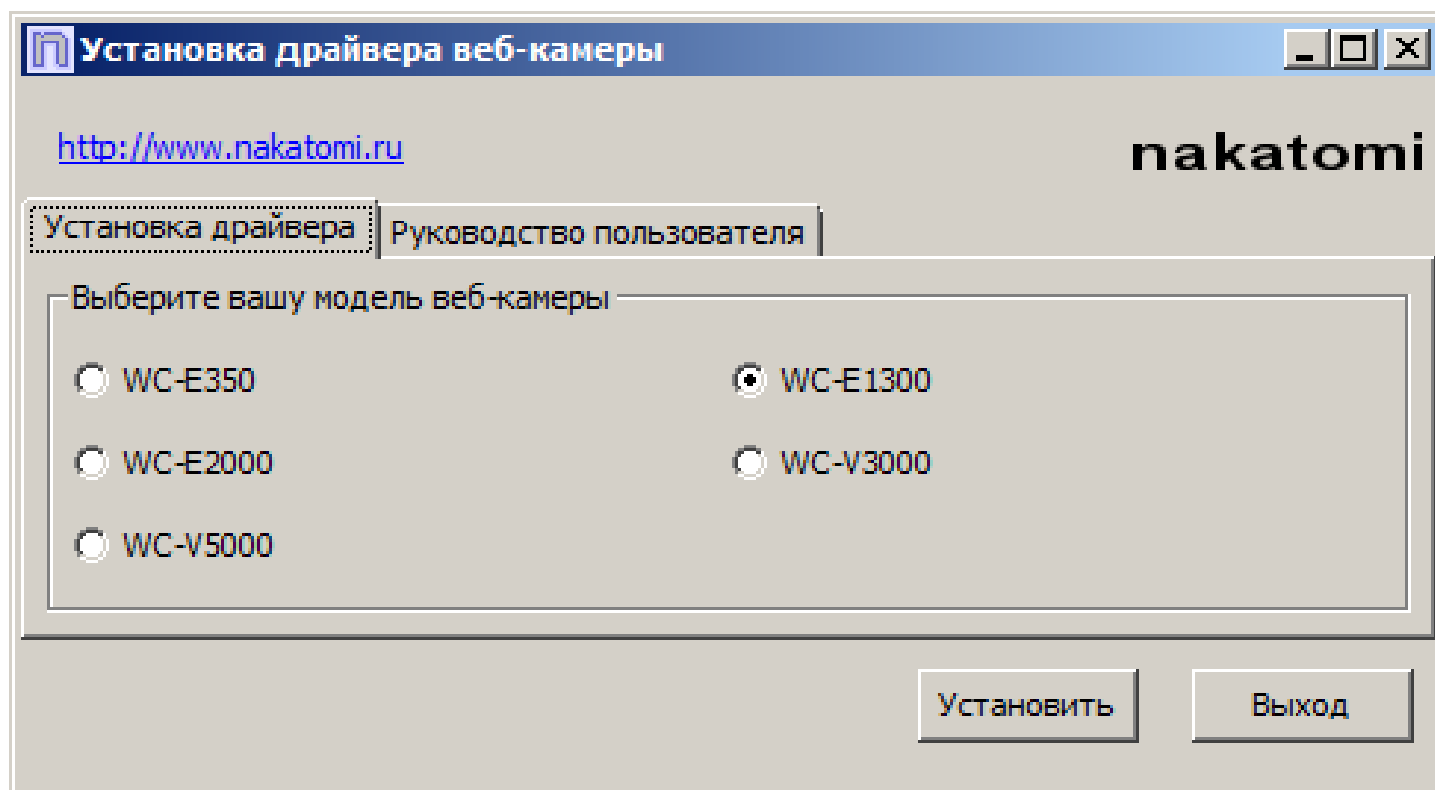 Установка драйвера веб-камеры
http://www.nakatomi.ru
nakatomi
Установка драйвера Руководство пользователя
Выберите вашу модель веб-камеры
WC-E350 WC-E1300
WC-E2000 WC-V3000
WC-V5000
Установить Выход